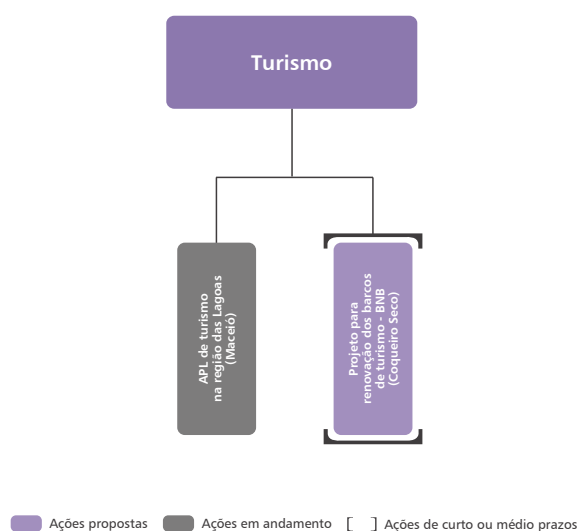 Turismo
APL de turismo
na região das Lagoas
(Maceió)
Projeto para
renovação dos barcos
de turismo - BNB
(Coqueiro Seco)
Ações propostas
Ações em andamento
Ações de curto ou médio prazos